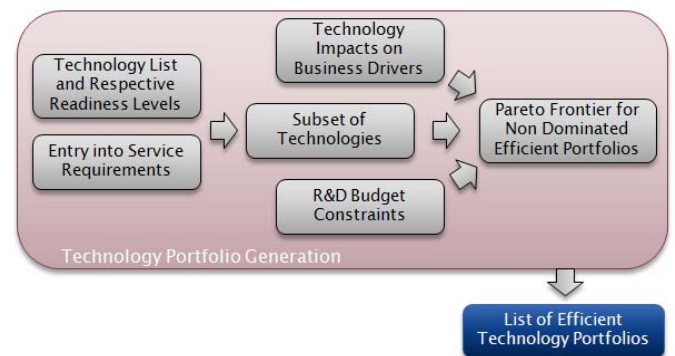 Technology List
and Respective
Readiness Levels
Entry into Service
Requirements
Technology
Impacts on
Business Drivers
Subset of
Technologies
R&D Budget
Constraints
Pareto Frontier for
Non Dominated
Efficient Portfolios
Technology Portfolio Generation
List of Efficient
Technology Portfolios